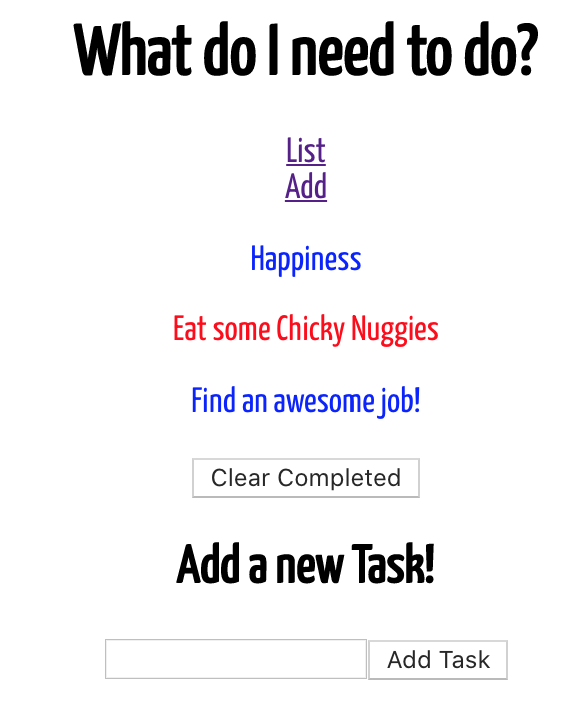 What do I need to do?
List
Add
Happiness
Eat some Chicky Nuggies
Find an awesome job!
Clear Completed
Add a new Task!
Add Task